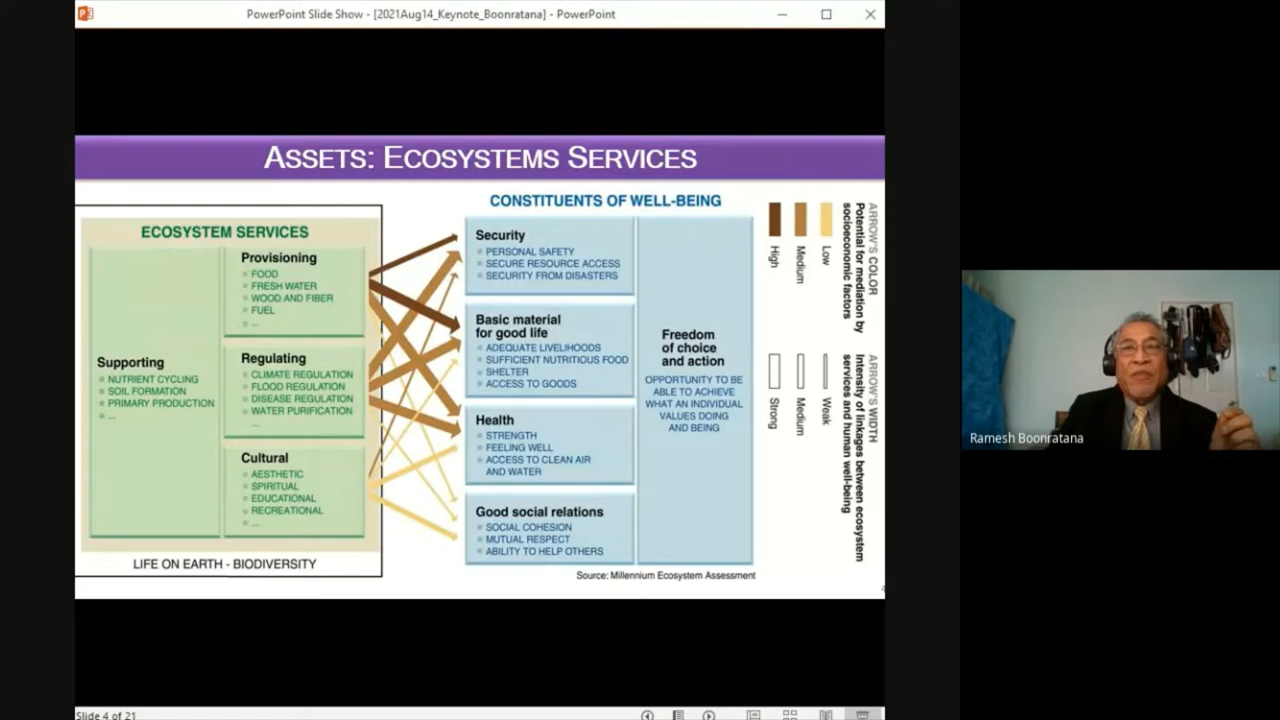 PowerPoint Slide Show - [2021Aug14_Keynote_Boonratana] - PowerPoint
ASSETS: ECOSYSTEMS SERVICES
ECOSYSTEM SERVICES
Supporting
NUTRIENT CYCLING
SOIL FORMATION
PRIMARY PRODUCTION
...
Provisioning
FOOD
FRESH WATER
WOOD AND FIBER
FUEL
...
Regulating
CLIMATE REGULATION
FLOOD REGULATION
DISEASE REGULATION
WATER PURIFICATION
...
Cultural
AESTHETIC
SPIRITUAL
EDUCATIONAL
RECREATIONAL
...
LIFE ON EARTH - BIODIVERSITY
CONSTITUENTS OF WELL-BEING
Security
PERSONAL SAFETY
SECURE RESOURCE ACCESS
SECURITY FROM DISASTERS
Basic material
for good life
ADEQUATE LIVELIHOODS
SUFFICIENT NUTRITIOUS FOOD
SHELTER
ACCESS TO GOODS
Health
STRENGTH
FEELING WELL
ACCESS TO CLEAN AIR
AND WATER
Good social relations
SOCIAL COHESION
MUTUAL RESPECT
ABILITY TO HELP OTHERS
Freedom
of choice
and action
OPPORTUNITY TO BE
ABLE TO ACHIEVE
WHAT AN INDIVIDUAL
VALUES DOING
AND BEING
Source: Millennium Ecosystem Assessment
ARROW'S COLOR
Potential for mediation by
socioeconomic factors
Low
Medium
High
ARROW'S WIDTH
Intensity of linkages between ecosystem
services and human well-being
Weak
Medium
Strong
4
Ramesh Boonratana
Slide 4 of 21